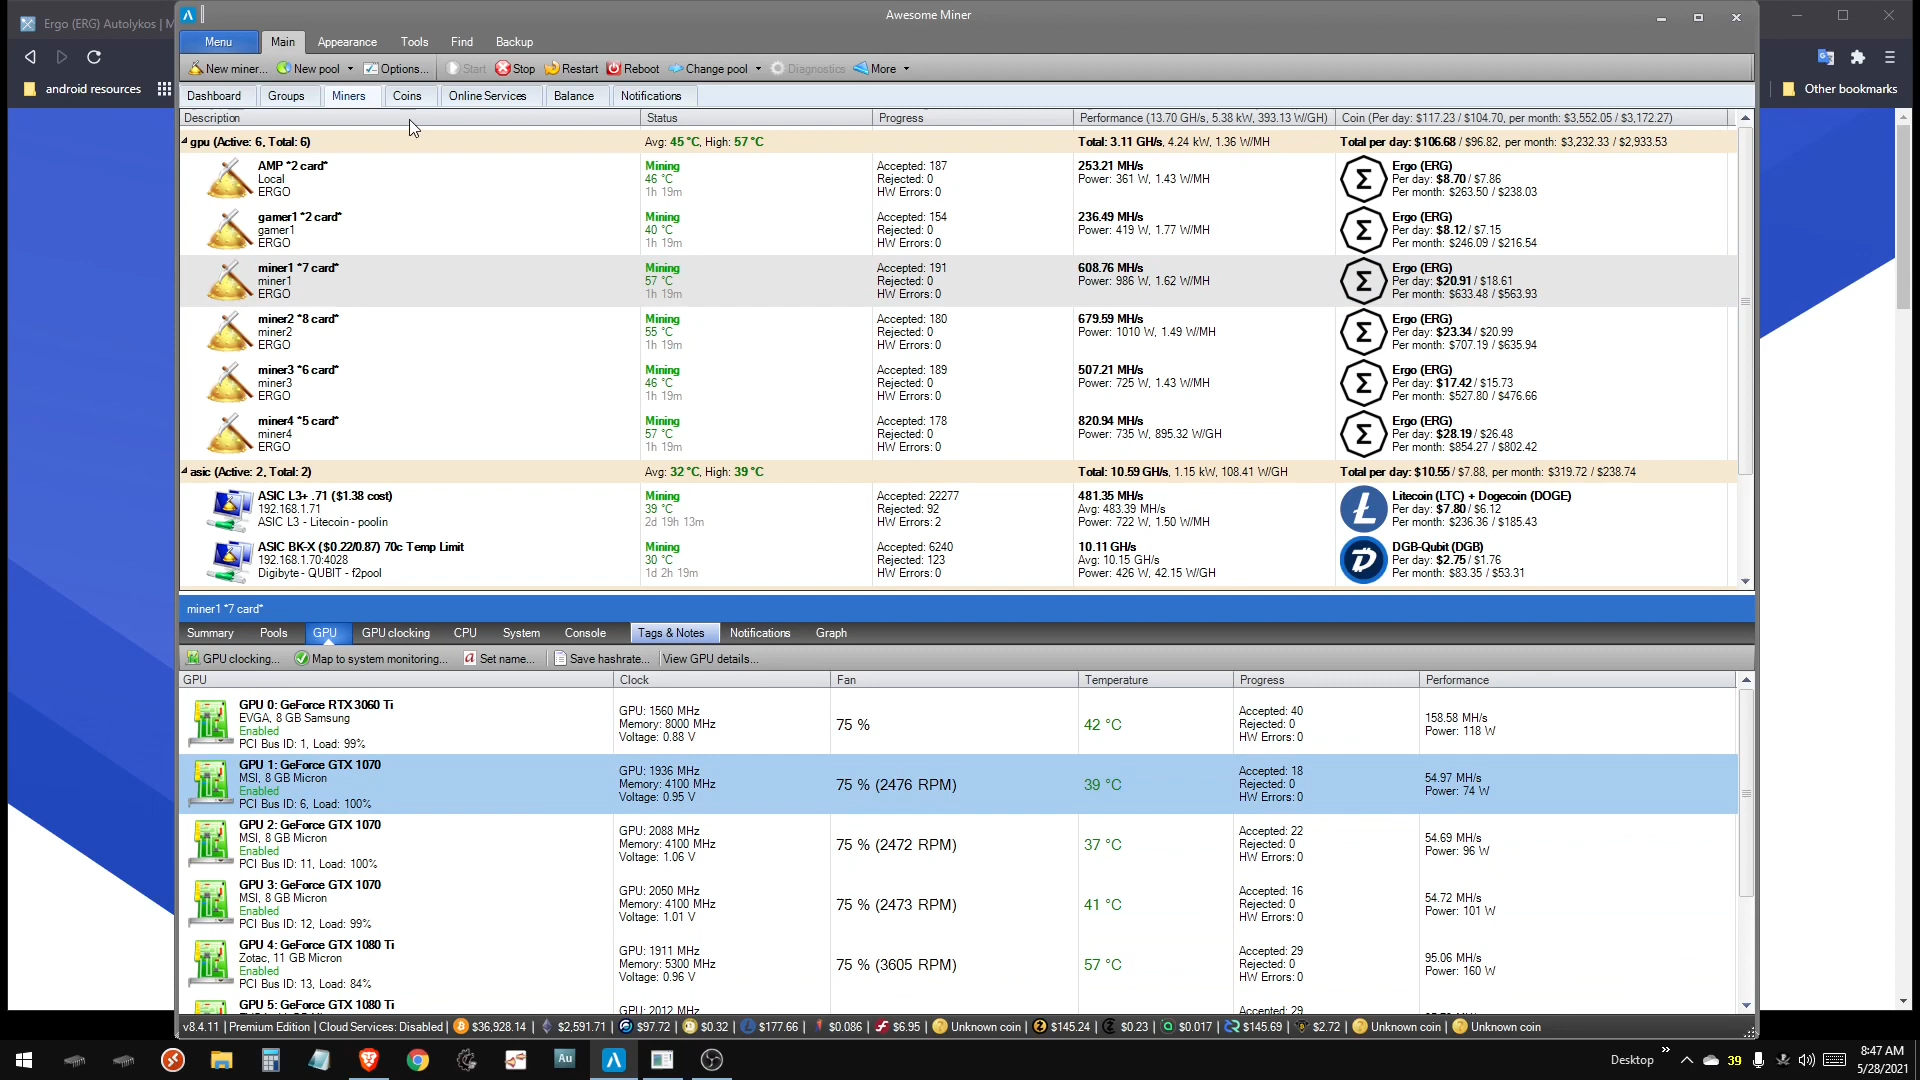 Ergo (ERG) Autolykos | M
Awesome Miner
Menu Main Appearance Tools Find Backup
New miner... New pool Options... Start Stop Restart Reboot Change pool Diagnostics More
android resources
Other bookmarks
Dashboard Groups Miners Coins Online Services Balance Notifications
Description Status Progress Performance (13.70 GH/s, 5.38 kW, 393.13 W/GH) Coin (Per day: $117.23 / $104.70, per month: $3,552.05 / $3,172.27)
gpu (Active: 6, Total: 6) Avg: 45 °C, High: 57 °C Total: 3.11 GH/s, 4.24 kW, 1.36 W/MH Total per day: $106.68 / $96.82, per month: $3,232.33 / $2,933.53
AMP *2 card* Mining Accepted: 187 253.21 MH/s Ergo (ERG)
Local 46 °C Rejected: 0 Power: 361 W, 1.43 W/MH Per day: $8.70 / $7.86
ERGO 1h 19m HW Errors: 0 Per month: $263.50 / $238.03
gamer1 *2 card* Mining Accepted: 154 236.49 MH/s Ergo (ERG)
gamer1 40 °C Rejected: 0 Power: 419 W, 1.77 W/MH Per day: $8.12 / $7.15
ERGO 1h 19m HW Errors: 0 Per month: $246.09 / $216.54
miner1 *7 card* Mining Accepted: 191 608.76 MH/s Ergo (ERG)
miner1 57 °C Rejected: 0 Power: 986 W, 1.62 W/MH Per day: $20.91 / $18.61
ERGO 1h 19m HW Errors: 0 Per month: $633.48 / $563.93
miner2 *8 card* Mining Accepted: 180 679.59 MH/s Ergo (ERG)
miner2 55 °C Rejected: 0 Power: 1010 W, 1.49 W/MH Per day: $23.34 / $20.99
ERGO 1h 19m HW Errors: 0 Per month: $707.19 / $635.94
miner3 *6 card* Mining Accepted: 189 507.21 MH/s Ergo (ERG)
miner3 46 °C Rejected: 0 Power: 725 W, 1.43 W/MH Per day: $17.42 / $15.73
ERGO 1h 19m HW Errors: 0 Per month: $527.80 / $476.66
miner4 *5 card* Mining Accepted: 178 820.94 MH/s Ergo (ERG)
miner4 57 °C Rejected: 0 Power: 735 W, 895.32 W/GH Per day: $28.19 / $26.48
ERGO 1h 19m HW Errors: 0 Per month: $854.27 / $802.42
asic (Active: 2, Total: 2) Avg: 32 °C, High: 39 °C Total: 10.59 GH/s, 1.15 kW, 108.41 W/GH Total per day: $10.55 / $7.88, per month: $319.72 / $238.74
ASIC L3+ .71 ($1.38 cost) Mining Accepted: 22277 481.35 MH/s Litecoin (LTC) + Dogecoin (DOGE)
192.168.1.71 39 °C Rejected: 92 Avg: 483.39 MH/s Per day: $7.80 / $6.12
ASIC L3 - Litecoin - poolin 2d 19h 13m HW Errors: 2 Power: 722 W, 1.50 W/MH Per month: $236.36 / $185.43
ASIC BK-X ($0.22/0.87) 70c Temp Limit Mining Accepted: 6240 10.11 GH/s DGB-Qubit (DGB)
192.168.1.70:4028 30 °C Rejected: 123 Avg: 10.15 GH/s Per day: $2.75 / $1.76
Digibyte - QUBIT - f2pool 1d 2h 19m HW Errors: 0 Power: 426 W, 42.15 W/GH Per month: $83.35 / $53.31
miner1 *7 card*
Summary Pools GPU GPU clocking CPU System Console Tags & Notes Notifications Graph
GPU clocking... Map to system monitoring... Set name... Save hashrate... View GPU details...
GPU Clock Fan Temperature Progress Performance
GPU 0: GeForce RTX 3060 Ti
EVGA, 8 GB Samsung
Enabled
PCI Bus ID: 1, Load: 99%
GPU: 1560 MHz
Memory: 8000 MHz
Voltage: 0.88 V
75 %
42 °C
Accepted: 40
Rejected: 0
HW Errors: 0
158.58 MH/s
Power: 118 W
GPU 1: GeForce GTX 1070
MSI, 8 GB Micron
Enabled
PCI Bus ID: 6, Load: 100%
GPU: 1936 MHz
Memory: 4100 MHz
Voltage: 0.95 V
75 % (2476 RPM)
39 °C
Accepted: 18
Rejected: 0
HW Errors: 0
54.97 MH/s
Power: 74 W
GPU 2: GeForce GTX 1070
MSI, 8 GB Micron
Enabled
PCI Bus ID: 11, Load: 100%
GPU: 2088 MHz
Memory: 4100 MHz
Voltage: 1.06 V
75 % (2472 RPM)
37 °C
Accepted: 22
Rejected: 0
HW Errors: 0
54.69 MH/s
Power: 96 W
GPU 3: GeForce GTX 1070
MSI, 8 GB Micron
Enabled
PCI Bus ID: 12, Load: 99%
GPU: 2050 MHz
Memory: 4100 MHz
Voltage: 1.01 V
75 % (2473 RPM)
41 °C
Accepted: 16
Rejected: 0
HW Errors: 0
54.72 MH/s
Power: 101 W
GPU 4: GeForce GTX 1080 Ti
Zotac, 11 GB Micron
Enabled
PCI Bus ID: 13, Load: 84%
GPU: 1911 MHz
Memory: 5300 MHz
Voltage: 0.96 V
75 % (3605 RPM)
57 °C
Accepted: 29
Rejected: 0
HW Errors: 0
95.06 MH/s
Power: 160 W
GPU 5: GeForce GTX 1080 Ti
GPU: 2012 MHz
Accepted: 29
v8.4.11 | Premium Edition | Cloud Services: Disabled | $36,928.14 | $2,591.71 | $97.72 | $0.32 | $177.66 | $0.086 | $6.95 | Unknown coin | $145.24 | $0.23 | $0.017 | $145.69 | $2.72 | Unknown coin | Unknown coin
Au
Desktop
39
8:47 AM
5/28/2021